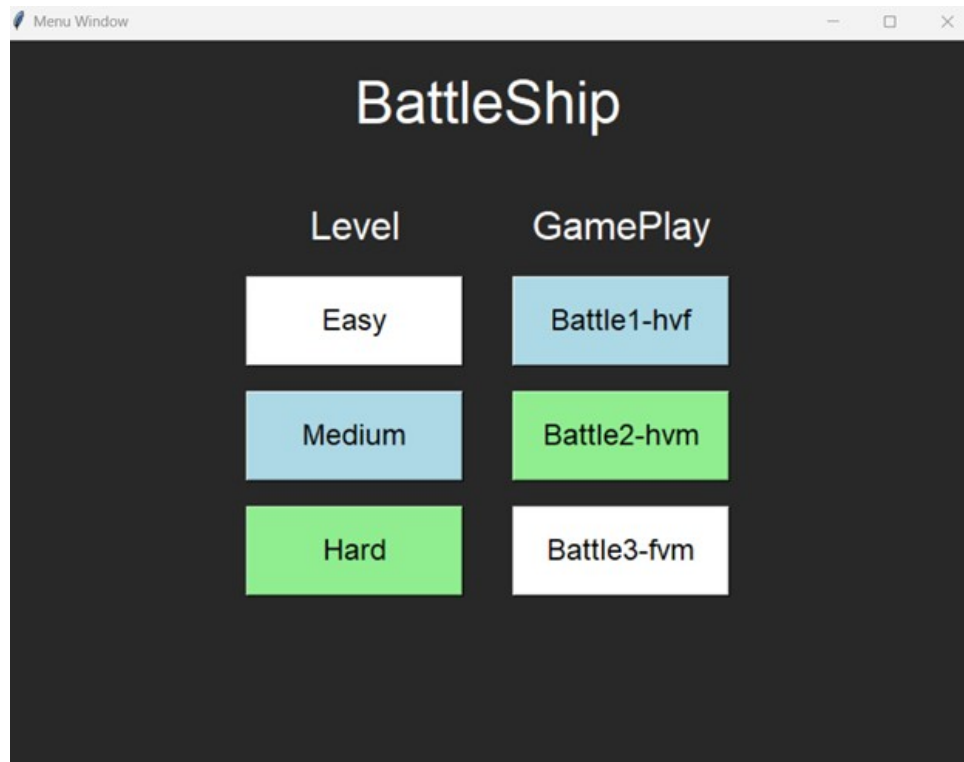 Menu Window
BattleShip
Level
GamePlay
Easy
Battle1-hvf
Medium
Battle2-hvm
Hard
Battle3-fvm